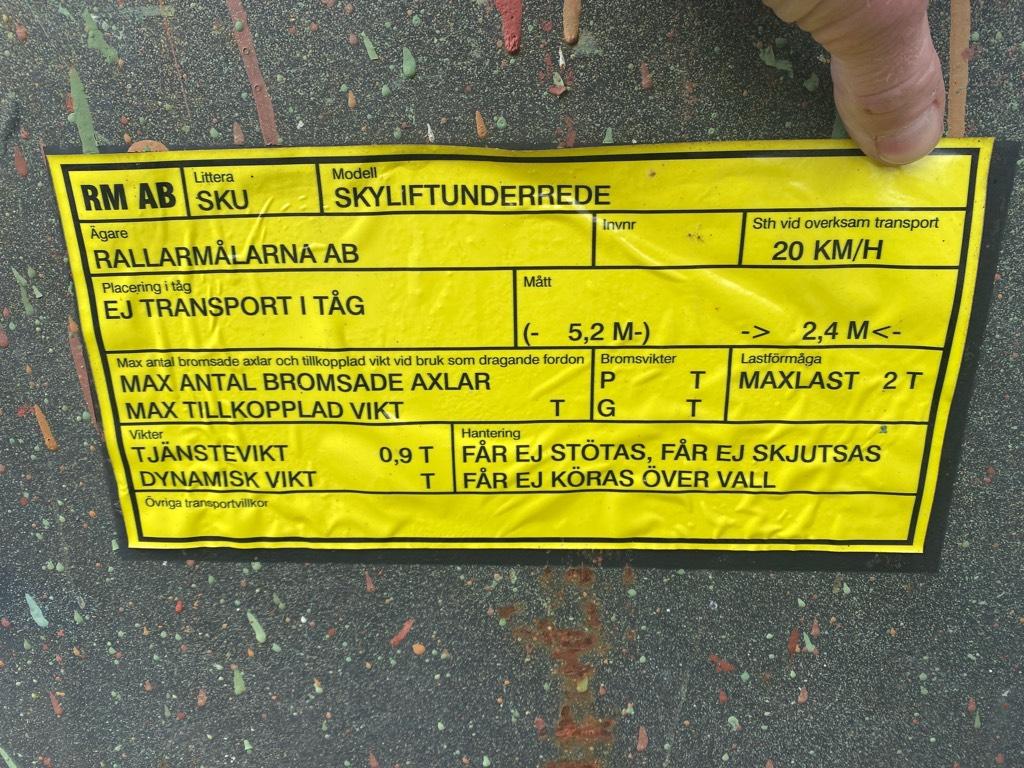 RM AB
Littera
SKU
Modell
SKYLIFTUNDERREDE
Ägare
RALLARMÅLARNA AB
Invnr
Sth vid overksam transport
20 KM/H
Placering i tåg
EJ TRANSPORT I TÅG
Mått
(- 5,2 M-) -> 2,4 M<-
Max antal bromsade axlar och tillkopplad vikt vid bruk som dragande fordon
MAX ANTAL BROMSADE AXLAR
MAX TILLKOPPLAD VIKT T
Bromsvikter
P T
G T
Lastförmåga
MAXLAST 2 T
Vikter
TJÄNSTEVIKT 0,9 T
DYNAMISK VIKT T
Hantering
FÅR EJ STÖTAS, FÅR EJ SKJUTSAS
FÅR EJ KÖRAS ÖVER VALL
Övriga transportvillkor